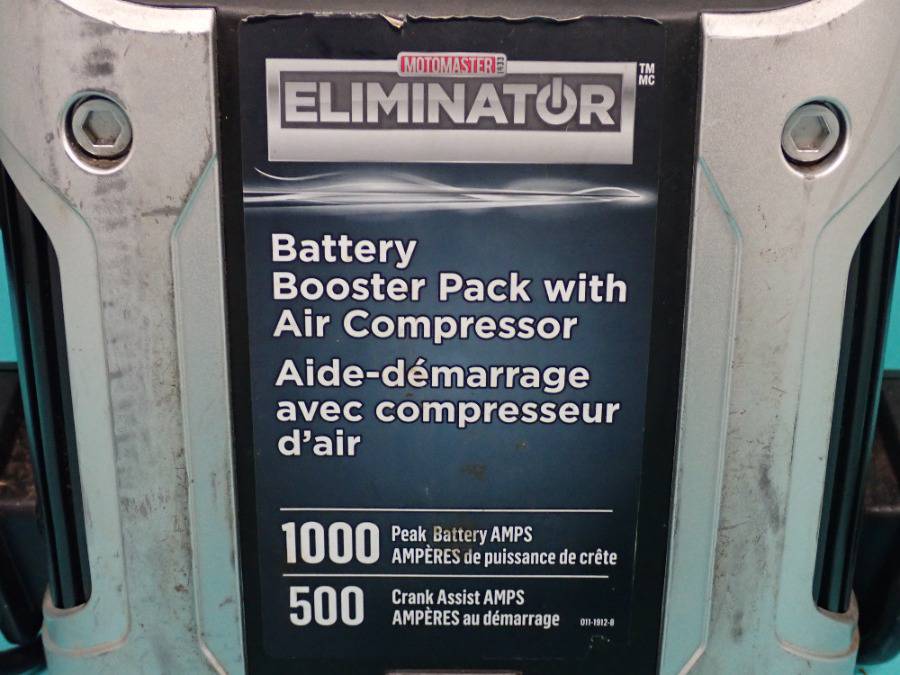 MOTOMASTER
ELIMINATOR
TM
MC
Battery
Booster Pack with
Air Compressor
Aide-démarrage
avec compresseur
d'air
1000 Peak Battery AMPS
AMPÈRES de puissance de crête
500 Crank Assist AMPS
AMPÈRES au démarrage
011-1912-8